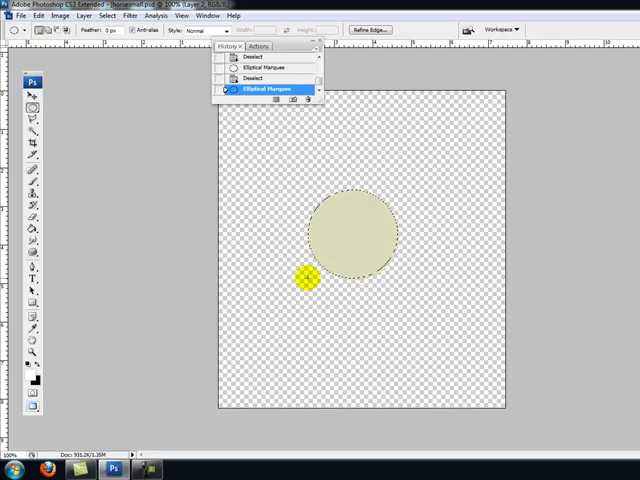 Adobe Photoshop CS3 Extended - [horsesmall.psd @ 100% (Layer 2, RGB/8)]
File Edit Image Layer Select Filter Analysis View Window Help
Feather: 0 px Anti-alias Style: Normal Width: Height: Refine Edge... Workspace
History Actions
Deselect
Elliptical Marquee
Deselect
Elliptical Marquee
Ps
T
100% Doc: 931.2K/1.35M
Ps